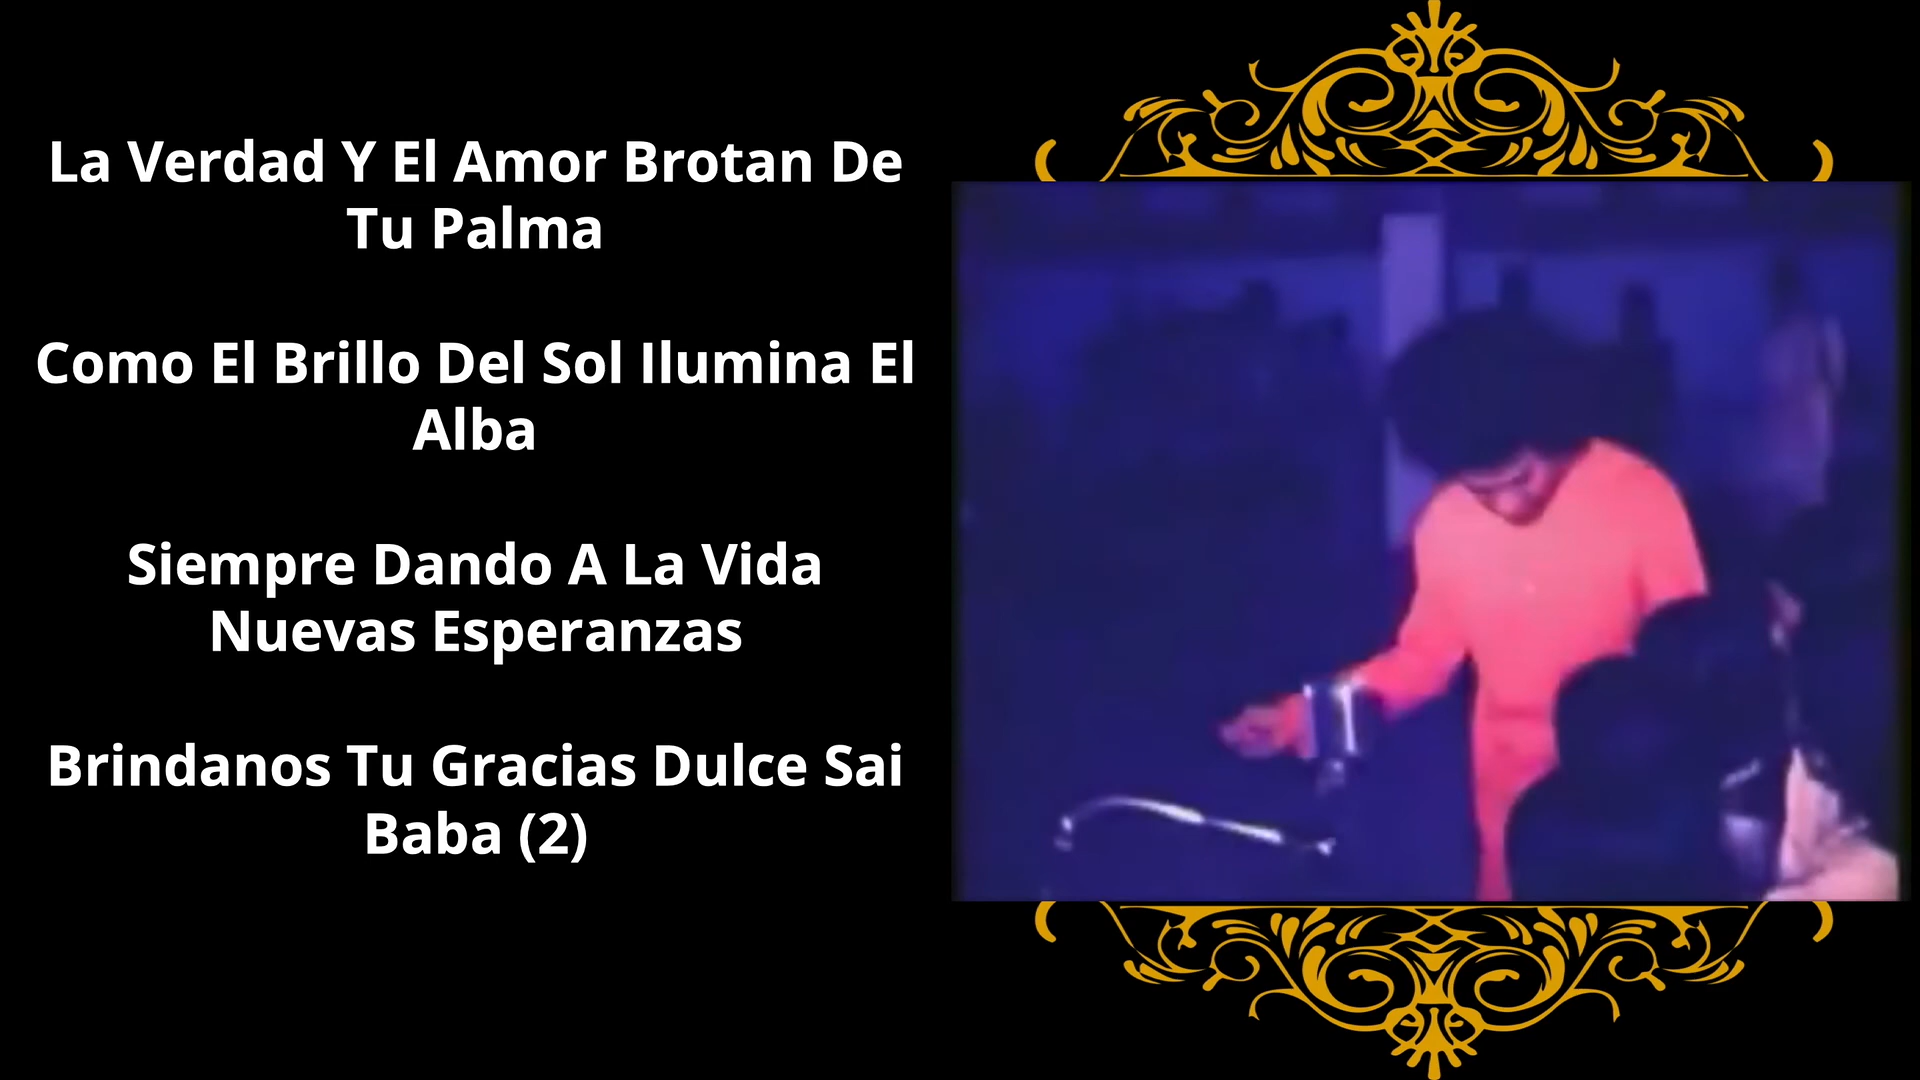 La Verdad Y El Amor Brotan De
Tu Palma
Como El Brillo Del Sol Ilumina El
Alba
Siempre Dando A La Vida
Nuevas Esperanzas
Brindanos Tu Gracias Dulce Sai
Baba (2)